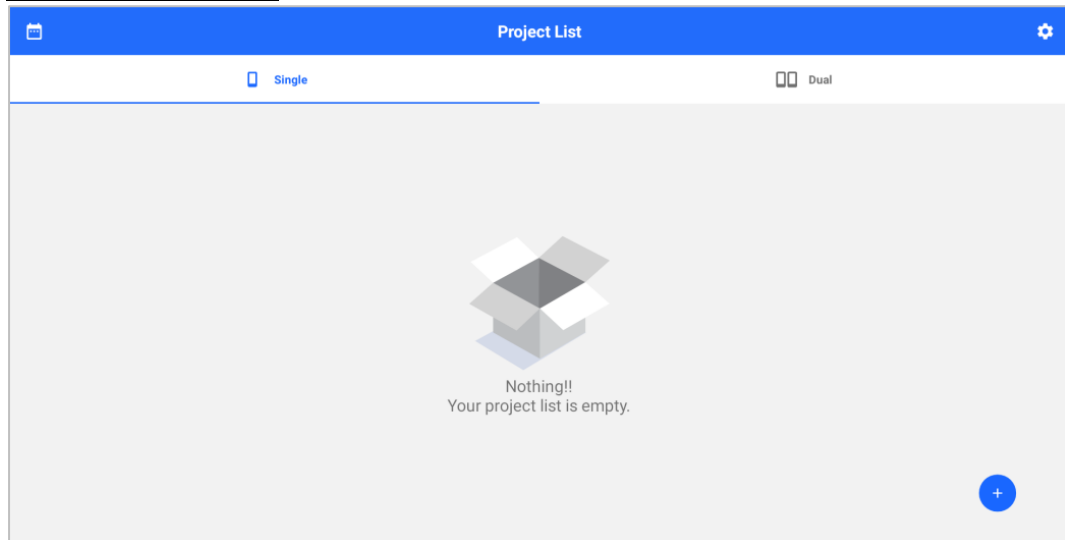 Project List
Single
Dual
Nothing!!
Your project list is empty.
+